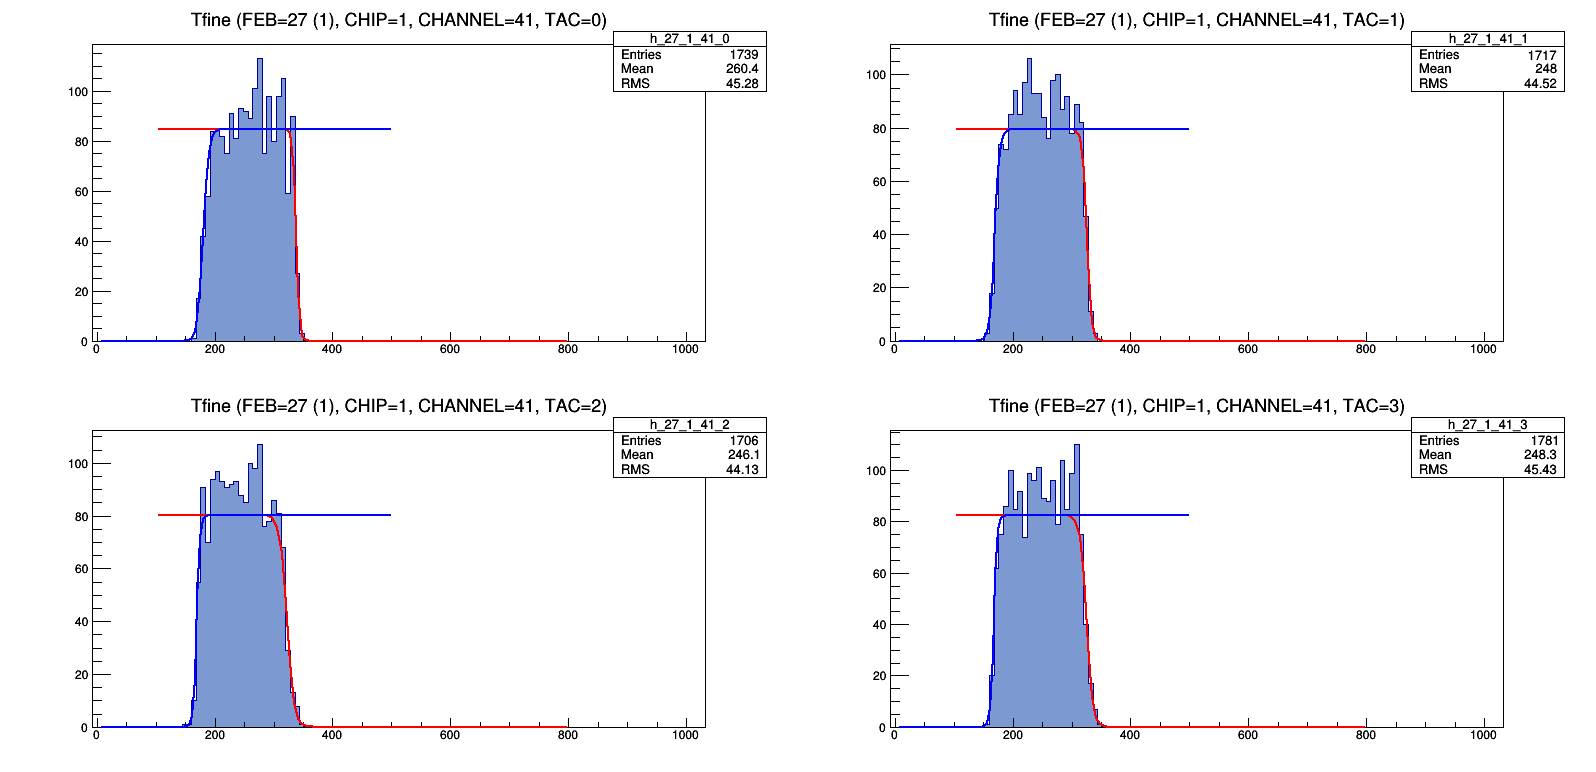 Tfine (FEB=27 (1), CHIP=1, CHANNEL=41, TAC=0)
h_27_1_41_0
Entries 1739
Mean 260.4
RMS 45.28
100
80
60
40
20
0
0 200 400 600 800 1000
Tfine (FEB=27 (1), CHIP=1, CHANNEL=41, TAC=1)
h_27_1_41_1
Entries 1717
Mean 248
RMS 44.52
100
80
60
40
20
0
0 200 400 600 800 1000
Tfine (FEB=27 (1), CHIP=1, CHANNEL=41, TAC=2)
h_27_1_41_2
Entries 1706
Mean 246.1
RMS 44.13
100
80
60
40
20
0
0 200 400 600 800 1000
Tfine (FEB=27 (1), CHIP=1, CHANNEL=41, TAC=3)
h_27_1_41_3
Entries 1781
Mean 248.3
RMS 45.43
100
80
60
40
20
0
0 200 400 600 800 1000